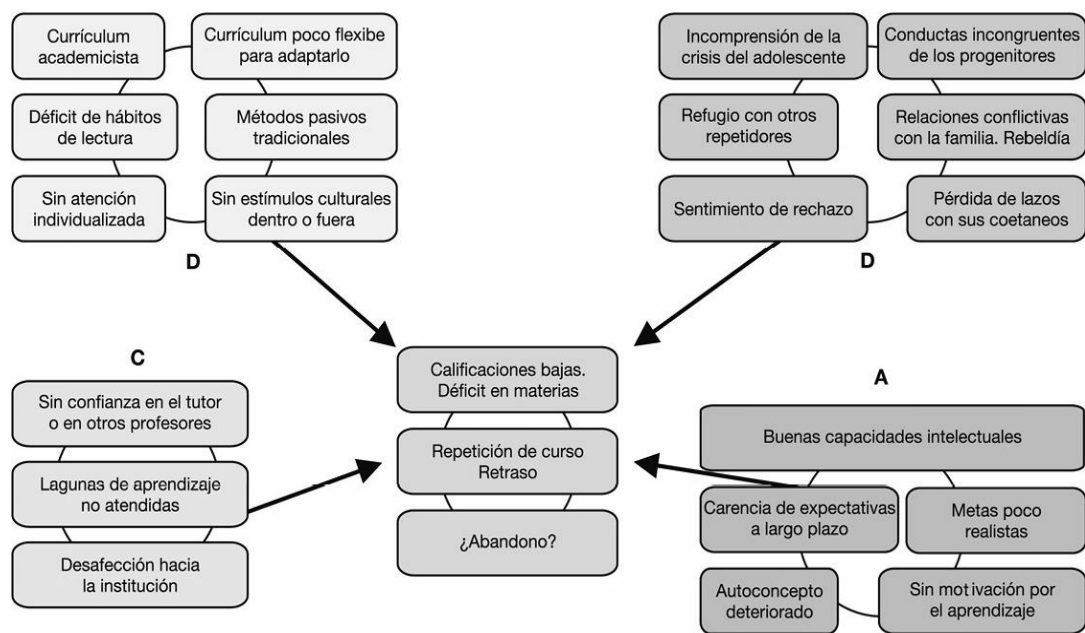 Currículum
academicista
Currículum poco flexibe
para adaptarlo
Déficit de hábitos
de lectura
Métodos pasivos
tradicionales
Sin atención
individualizada
Sin estímulos culturales
dentro o fuera
D
Incomprensión de la
crisis del adolescente
Conductas incongruentes
de los progenitores
Refugio con otros
repetidores
Relaciones conflictivas
con la familia. Rebeldía
Sentimiento de rechazo
Pérdida de lazos
con sus coetaneos
D
C
Sin confianza en el tutor
o en otros profesores
Lagunas de aprendizaje
no atendidas
Desafección hacia
la institución
Calificaciones bajas.
Déficit en materias
Repetición de curso
Retraso
¿Abandono?
A
Buenas capacidades intelectuales
Carencia de expectativas
a largo plazo
Metas poco
realistas
Autoconcepto
deteriorado
Sin motivación por
el aprendizaje